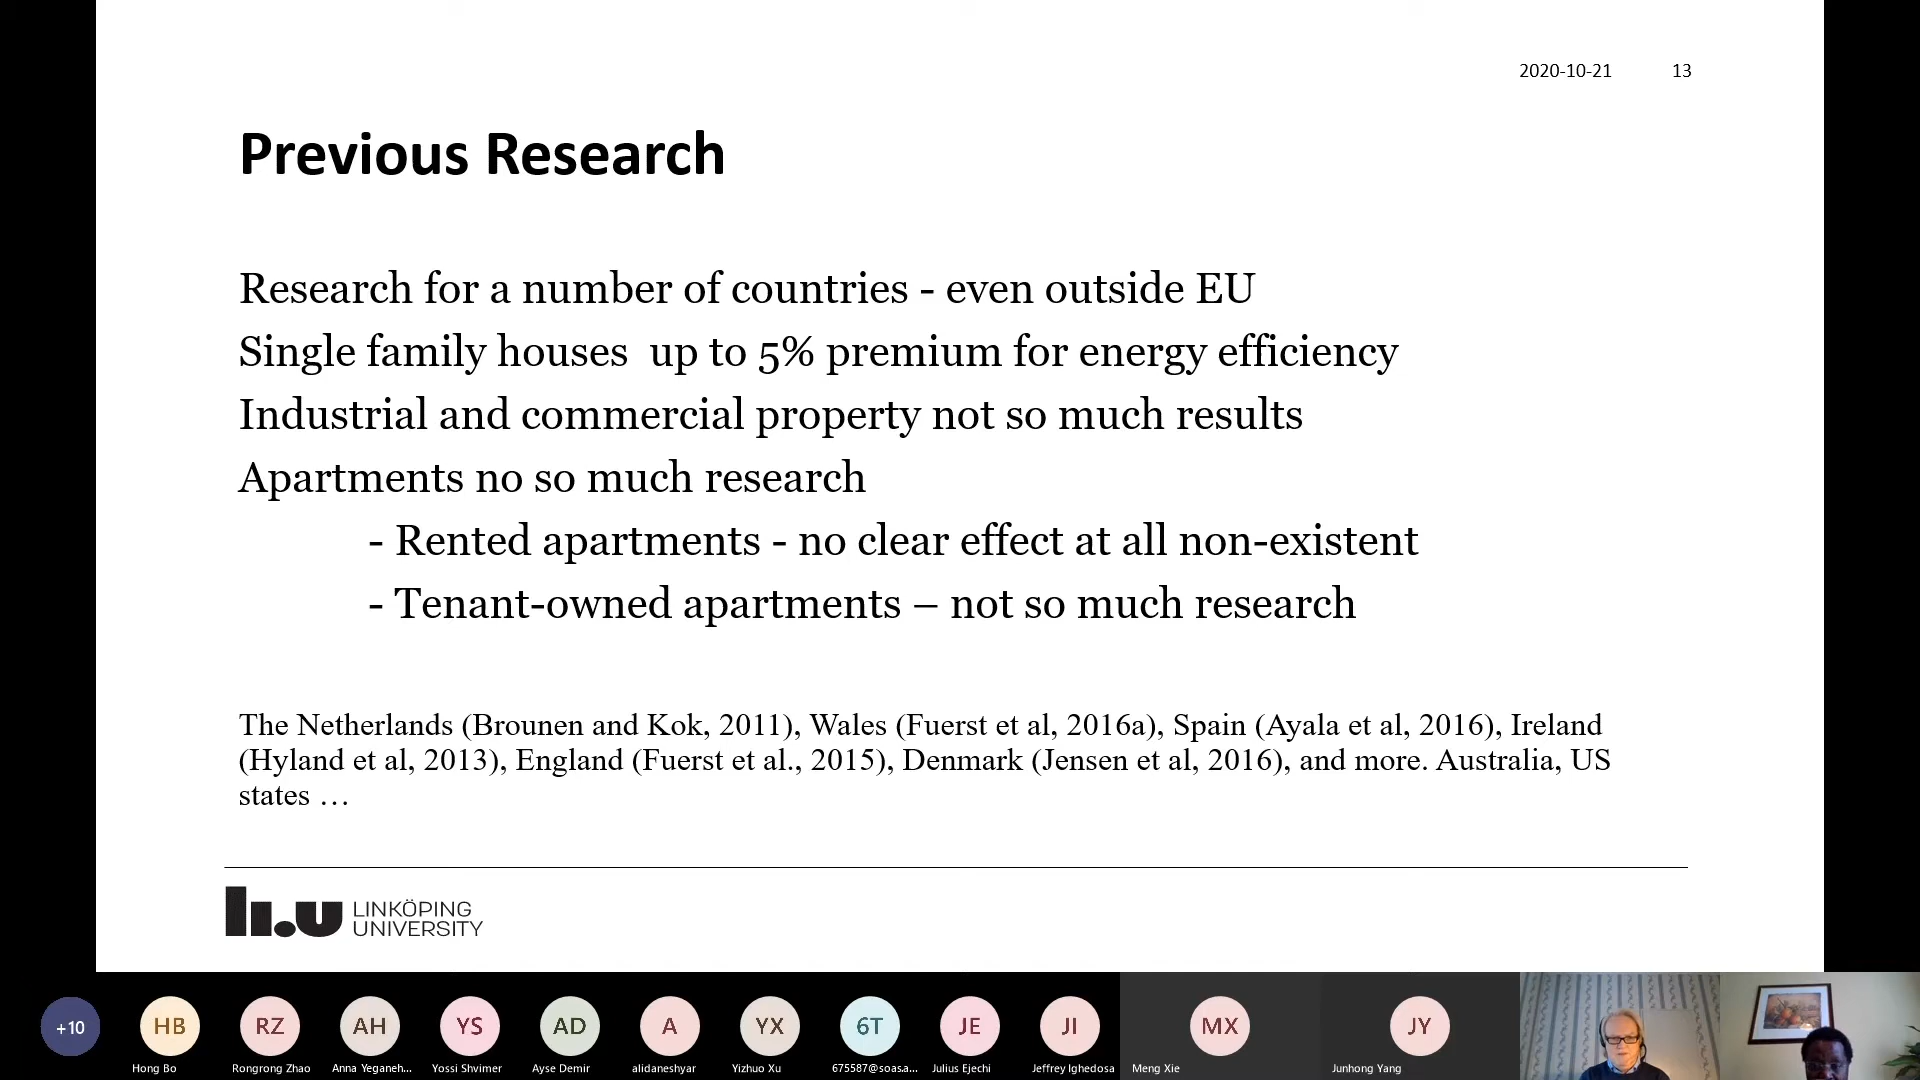 2020-10-21 13
Previous Research
Research for a number of countries - even outside EU
Single family houses  up to 5% premium for energy efficiency
Industrial and commercial property not so much results
Apartments no so much research
- Rented apartments - no clear effect at all non-existent
- Tenant-owned apartments – not so much research
The Netherlands (Brounen and Kok, 2011), Wales (Fuerst et al, 2016a), Spain (Ayala et al, 2016), Ireland
(Hyland et al, 2013), England (Fuerst et al., 2015), Denmark (Jensen et al, 2016), and more. Australia, US
states …
li.u LINKÖPING
UNIVERSITY
+10 HB RZ AH YS AD A YX 6T JE JI MX JY
Hong Bo Rongrong Zhao Anna Yeganeh... Yossi Shvimer Ayse Demir alidaneshyar Yizhuo Xu 675587@soas.a... Julius Ejechi Jeffrey Ighedosa Meng Xie Junhong Yang